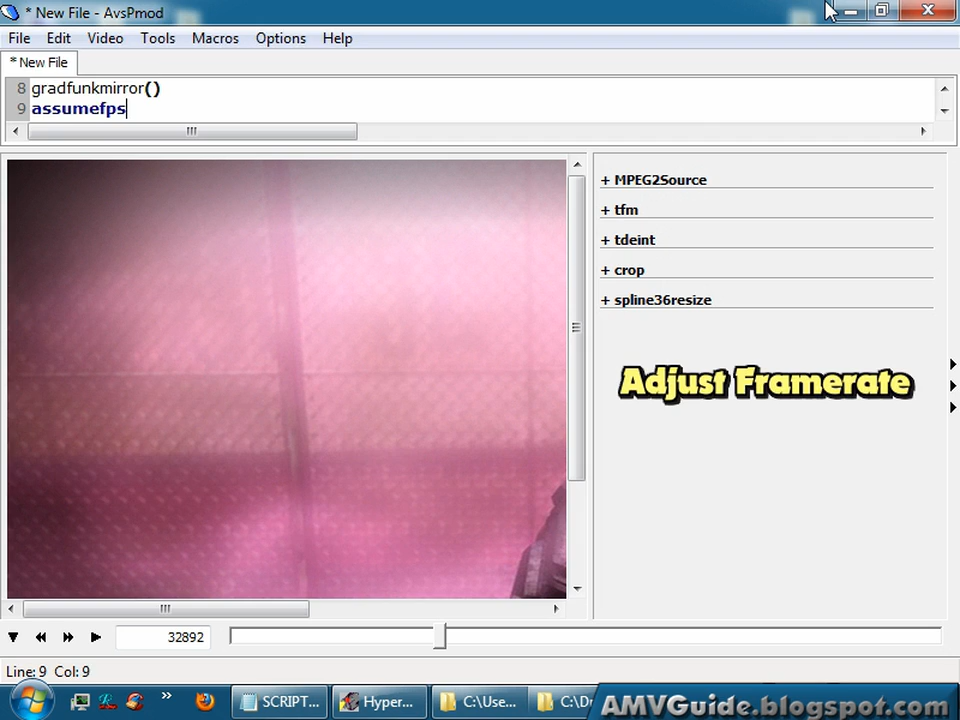 * New File - AvsPmod
File Edit Video Tools Macros Options Help
* New File
8 gradfunkmirror()
9 assumefps
+ MPEG2Source
+ tfm
+ tdeint
+ crop
+ spline36resize
Adjust Framerate
32892
Line: 9 Col: 9
SCRIPT... Hyper... C:\Use... C:\D
AMVGuide.blogspot.com